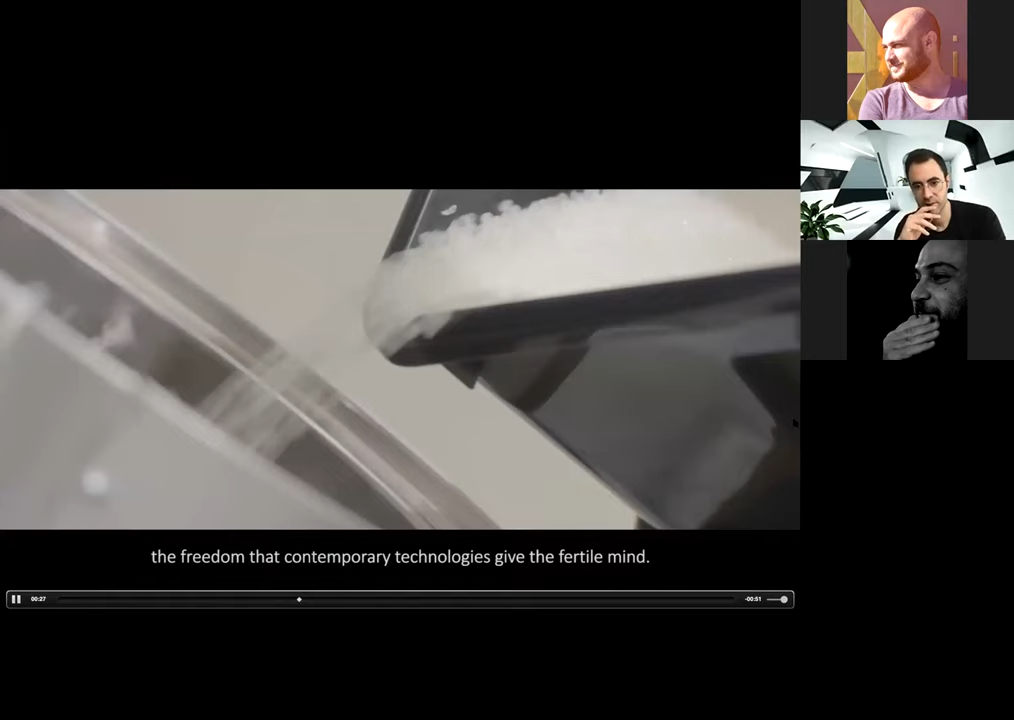 the freedom that contemporary technologies give the fertile mind.
00:27
-00:51